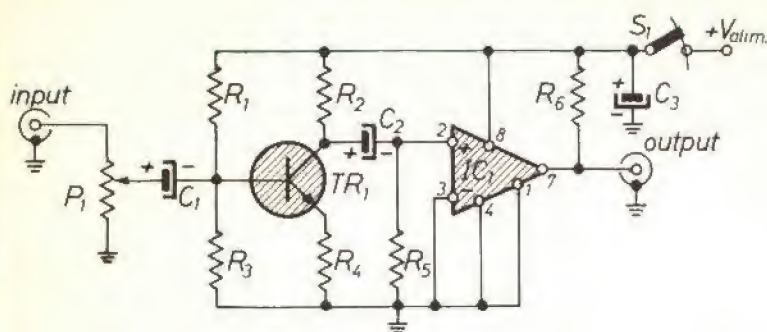 S1
+Valim.
input
R1
R2
C2
R6
C3
+
-
output
+ -
P1
C1
TR1
+ -
2
+
8
IC1
3
-
4
1
7
R3
R4
R5